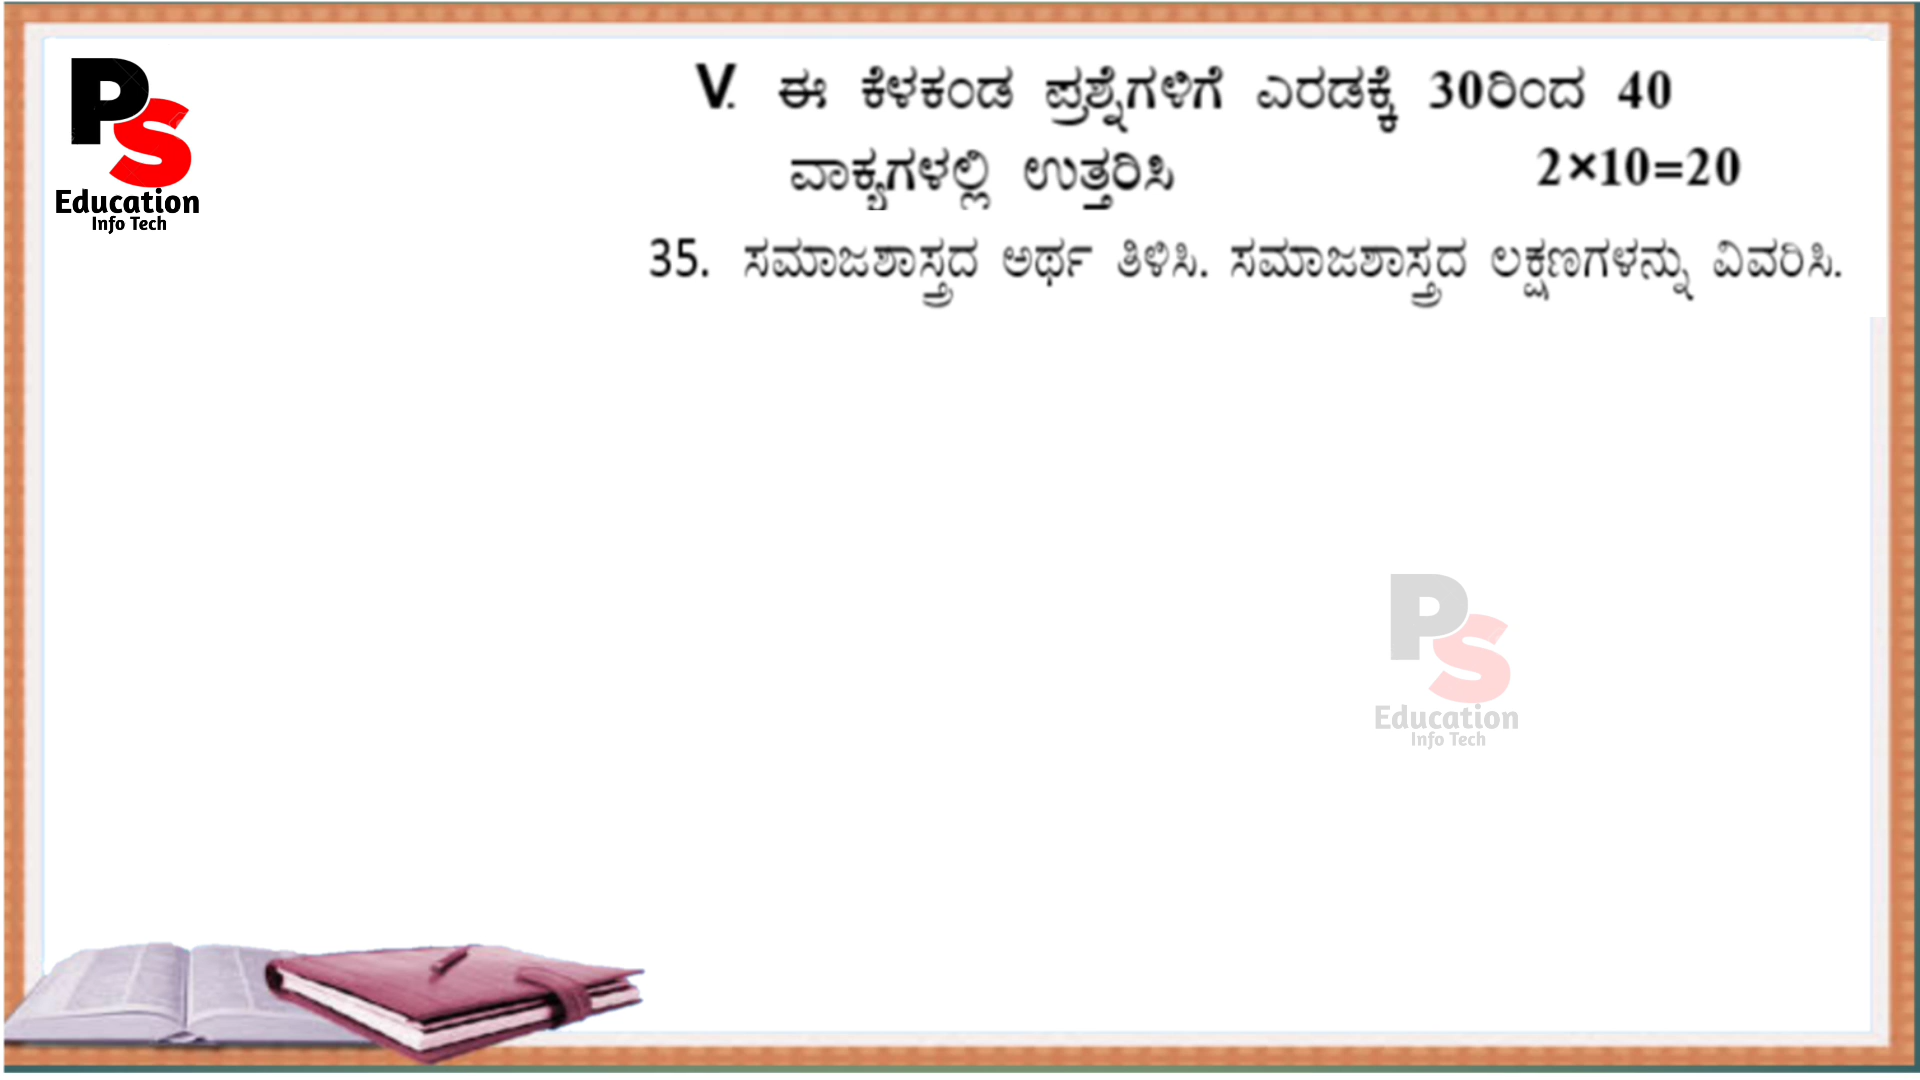 PS
Education
Info Tech
V. ಈ ಕೆಳಕಂಡ ಪ್ರಶ್ನೆಗಳಿಗೆ ಎರಡಕ್ಕೆ 30ರಿಂದ 40
ವಾಕ್ಯಗಳಲ್ಲಿ ಉತ್ತರಿಸಿ 2×10=20
35. ಸಮಾಜಶಾಸ್ತ್ರದ ಅರ್ಥ ತಿಳಿಸಿ. ಸಮಾಜಶಾಸ್ತ್ರದ ಲಕ್ಷಣಗಳನ್ನು ವಿವರಿಸಿ.
PS
Education
Info Tech